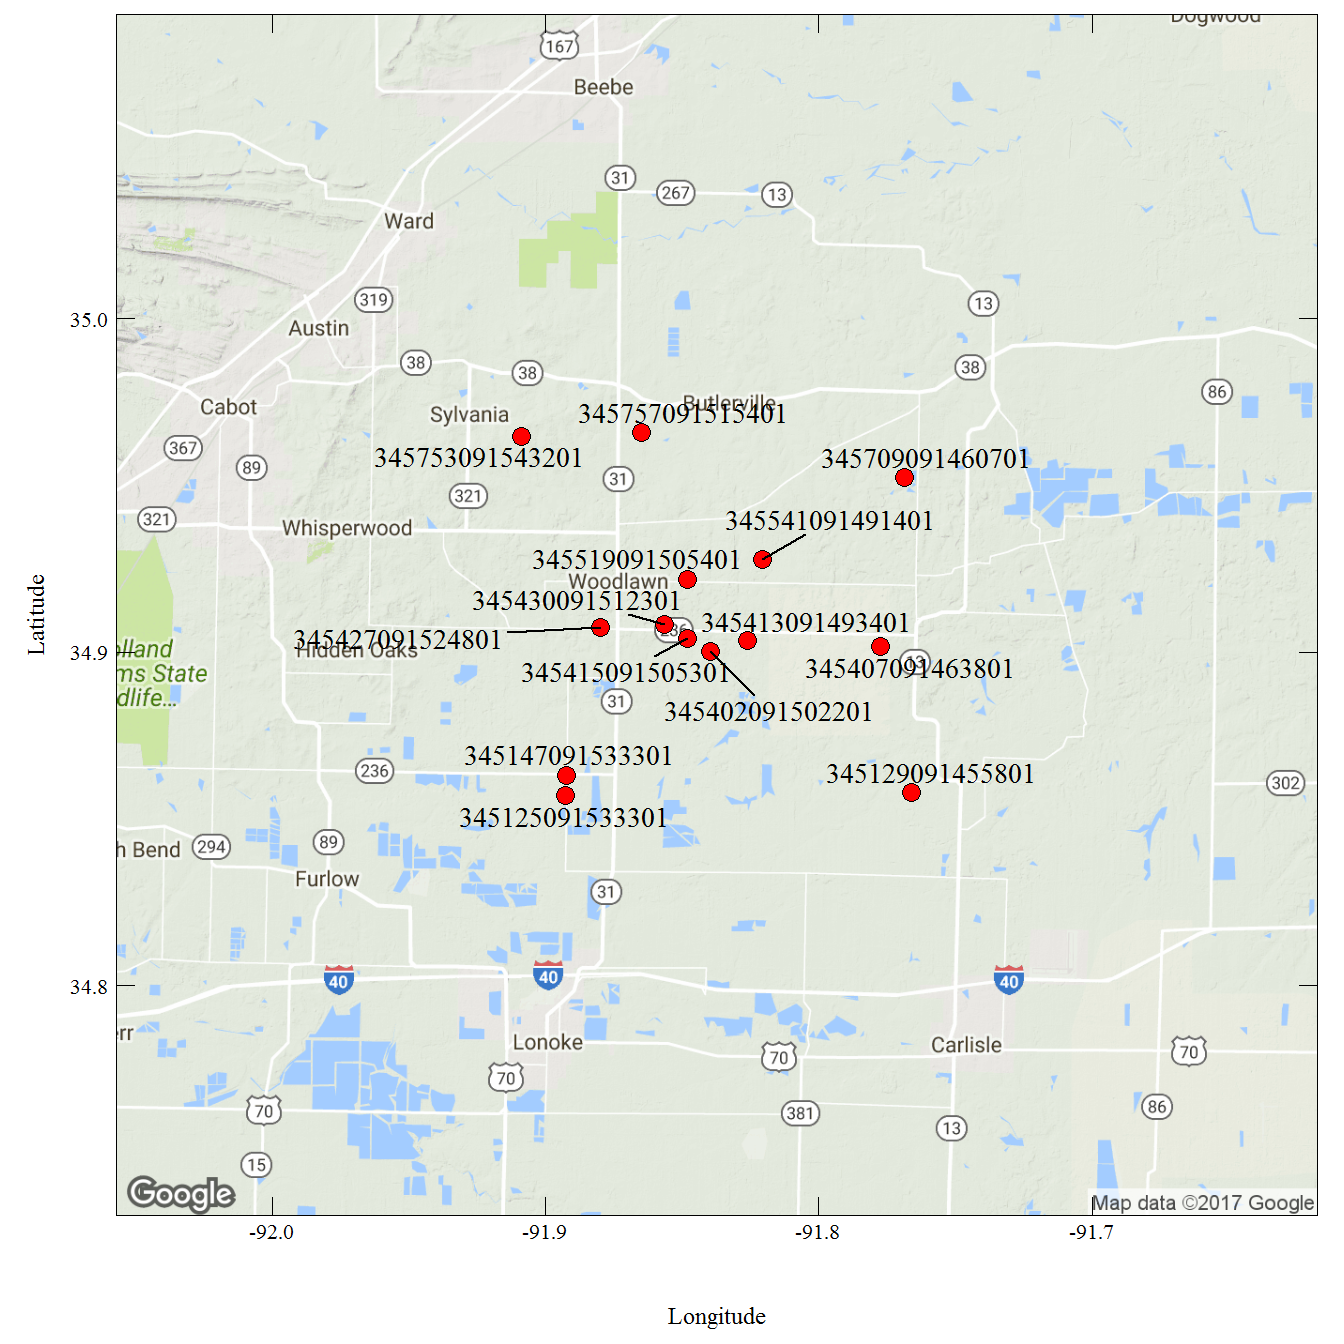 Dogwood
167
Beebe
31
267
13
Ward
319
13
35.0
Austin
38
38
38
86
Cabot
Sylvania
Butlerville
345757091515401
367
345753091543201
345709091460701
89
31
321
321
Whisperwood
345541091491401
345519091505401
Woodlawn
345430091512301
236
345413091493401
345427091524801
Hidden Oaks
34.9
Latitude
olland
ms State
dlife...
345415091505301
13
345407091463801
31
345402091502201
345147091533301
236
345129091455801
302
345125091533301
89
294
h Bend
Furlow
31
34.8
40
40
40
err
Lonoke
Carlisle
70
70
70
70
381
86
13
15
Google
Map data ©2017 Google
-92.0
-91.9
-91.8
-91.7
Longitude